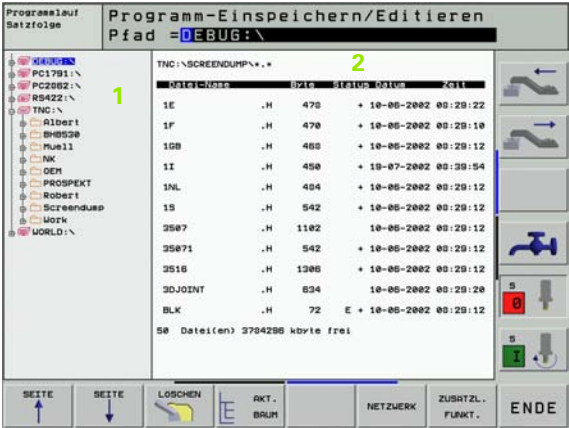 Programmlauf
Satzfolge
Programm-Einspeichern/Editieren
Pfad =DEBUG:\
DEBUG:\
PC1791:\
PC2862:\
RS422:\
TNC:\
Albert
BHB530
Muell
NK
OEM
PROSPEKT
Robert
Screendump
Work
WORLD:\
1
2
TNC:\SCREENDUMP\*.*
Datei-Name Byte Status Datum Zeit
1E .H 478 + 10-06-2002 08:29:22
1F .H 470 + 10-06-2002 08:29:10
1GB .H 468 + 10-06-2002 08:29:12
1I .H 450 + 19-07-2002 08:39:54
1NL .H 484 + 10-06-2002 08:29:12
1S .H 542 + 10-06-2002 08:29:12
3507 .H 1102 10-06-2002 08:29:12
35071 .H 542 + 10-06-2002 08:29:12
3516 .H 1306 + 10-06-2002 08:29:12
3DJOINT .H 634 10-06-2002 08:29:20
BLK .H 72 E + 10-06-2002 08:29:12
50 Datei(en) 3784296 kbyte frei
S
0
S
I
SEITE
SEITE
LÖSCHEN
AKT.
BAUM
NETZWERK
ZUSATZL.
FUNKT.
ENDE